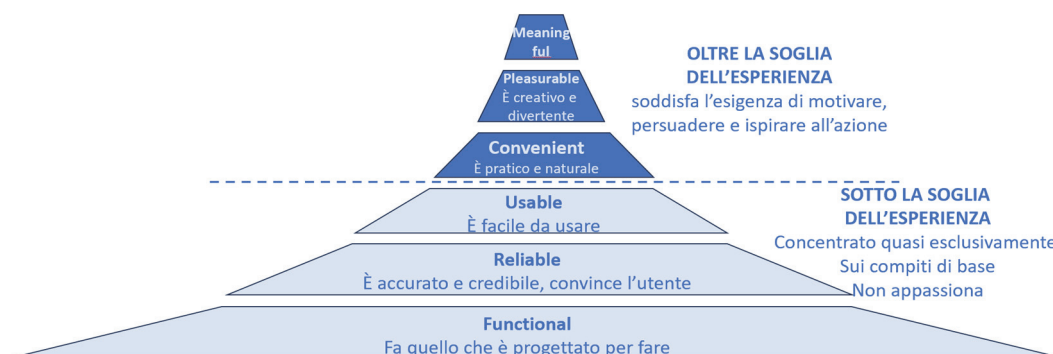 Meaning
ful
Pleasurable
È creativo e
divertente
Convenient
È pratico e naturale
OLTRE LA SOGLIA
DELL'ESPERIENZA
soddisfa l'esigenza di motivare,
persuadere e ispirare all'azione
Usable
È facile da usare
Reliable
È accurato e credibile, convince l'utente
Functional
Fa quello che è progettato per fare
SOTTO LA SOGLIA
DELL'ESPERIENZA
Concentrato quasi esclusivamente
Sui compiti di base
Non appassiona